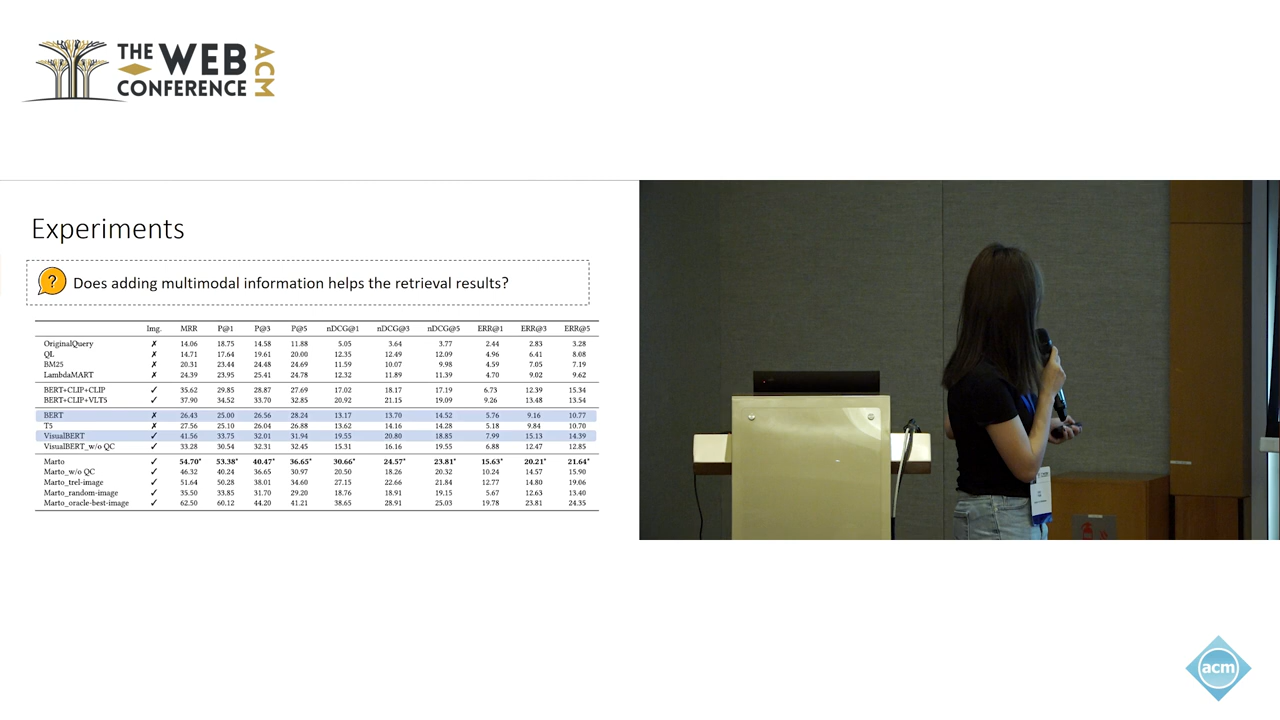 THE WEB
CONFERENCE
ACM
Experiments
? Does adding multimodal information helps the retrieval results?
Img. MRR P@1 P@3 P@5 nDCG@1 nDCG@3 nDCG@5 ERR@1 ERR@3 ERR@5
OriginalQuery ✗ 14.06 18.75 14.58 11.88 5.05 3.64 3.77 2.44 2.83 3.28
QL ✗ 14.71 17.64 19.61 20.00 12.35 12.49 12.09 4.96 6.41 8.08
BM25 ✗ 20.31 23.44 24.48 24.69 11.59 10.07 9.98 4.59 7.05 7.19
LambdaMART ✗ 24.39 23.95 25.41 24.78 12.32 11.89 11.39 4.70 9.02 9.62
BERT+CLIP+CLIP ✓ 35.62 29.85 28.87 27.69 17.02 18.17 17.19 6.73 12.39 15.34
BERT+CLIP+VLT5 ✓ 37.90 34.52 33.70 32.85 20.92 21.15 19.09 9.26 13.48 13.54
BERT ✗ 26.43 25.00 26.56 28.24 13.17 13.70 14.52 5.76 9.16 10.77
T5 ✗ 27.56 25.10 26.04 26.88 13.62 14.16 14.28 5.18 9.84 10.70
VisualBERT ✓ 41.56 33.75 32.01 31.94 19.55 20.80 18.85 7.99 15.13 14.39
VisualBERT_w/o QC ✓ 33.28 30.54 32.31 32.45 15.31 16.16 19.55 6.88 12.47 12.85
Marto ✓ 54.70* 53.38* 40.47* 36.65* 30.66* 24.57* 23.81* 15.63* 20.21* 21.64*
Marto_w/o QC ✓ 46.32 40.24 36.65 30.97 20.50 18.26 20.32 10.24 14.57 15.90
Marto_trel-image ✓ 51.64 50.28 38.01 34.60 27.15 22.66 21.84 12.77 14.80 19.06
Marto_random-image ✓ 35.50 33.85 31.70 29.20 18.76 18.91 19.15 5.67 12.63 13.40
Marto_oracle-best-image ✓ 62.50 60.12 44.20 41.21 38.65 28.91 25.03 19.78 23.81 24.35
acm